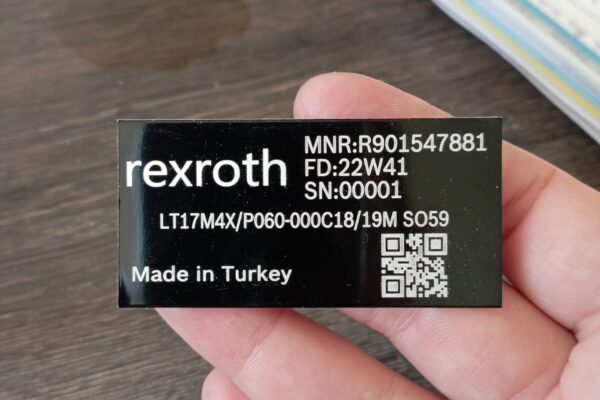 rexroth
MNR:R901547881
FD:22W41
SN:00001
LT17M4X/P060-000C18/19M SO59
Made in Turkey